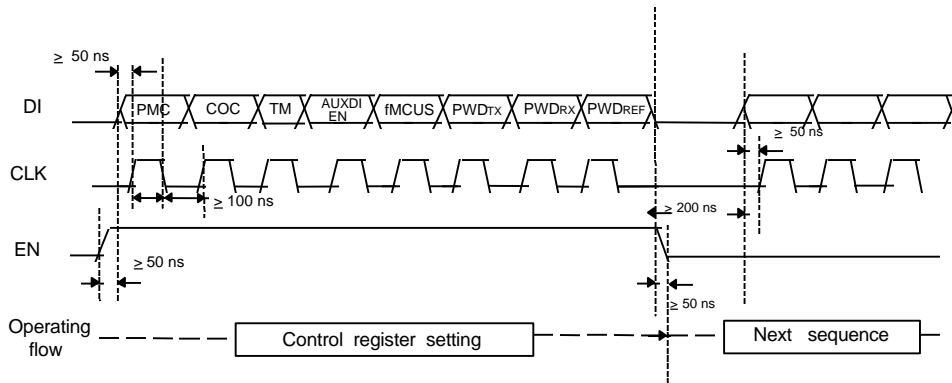 ≥ 50 ns
DI
PMC
COC
TM
AUXDI
EN
fMCUS
PWDTX
PWDRX
PWDREF
≥ 50 ns
CLK
≥ 100 ns
≥ 200 ns
EN
≥ 50 ns
≥ 50 ns
Operating
flow
Control register setting
Next sequence